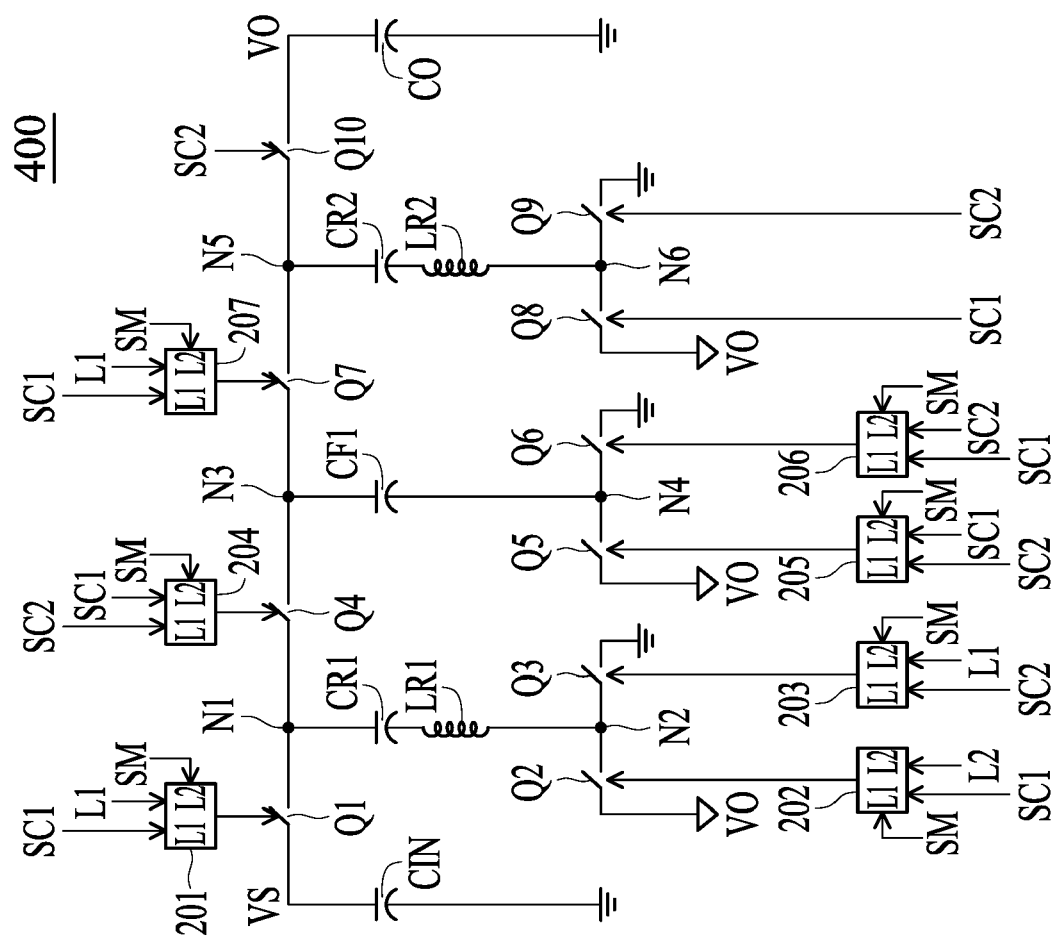 400
SC1
L1
SM
L1 L2
201
SC2
SC1
SM
L1 L2
204
SC1
L1
SM
L1 L2
207
SC2
VS
N1
N3
N5
VO
Q1
Q4
Q7
Q10
CIN
CR1
LR1
CF1
CR2
LR2
CO
Q2
Q3
Q5
Q6
Q8
Q9
N2
N4
N6
VO
VO
VO
202
L1 L2
SM
L2
SC1
203
L1 L2
SM
L1
SC2
205
L1 L2
SM
SC1
SC2
206
L1 L2
SM
SC2
SC1
SC1
SC2